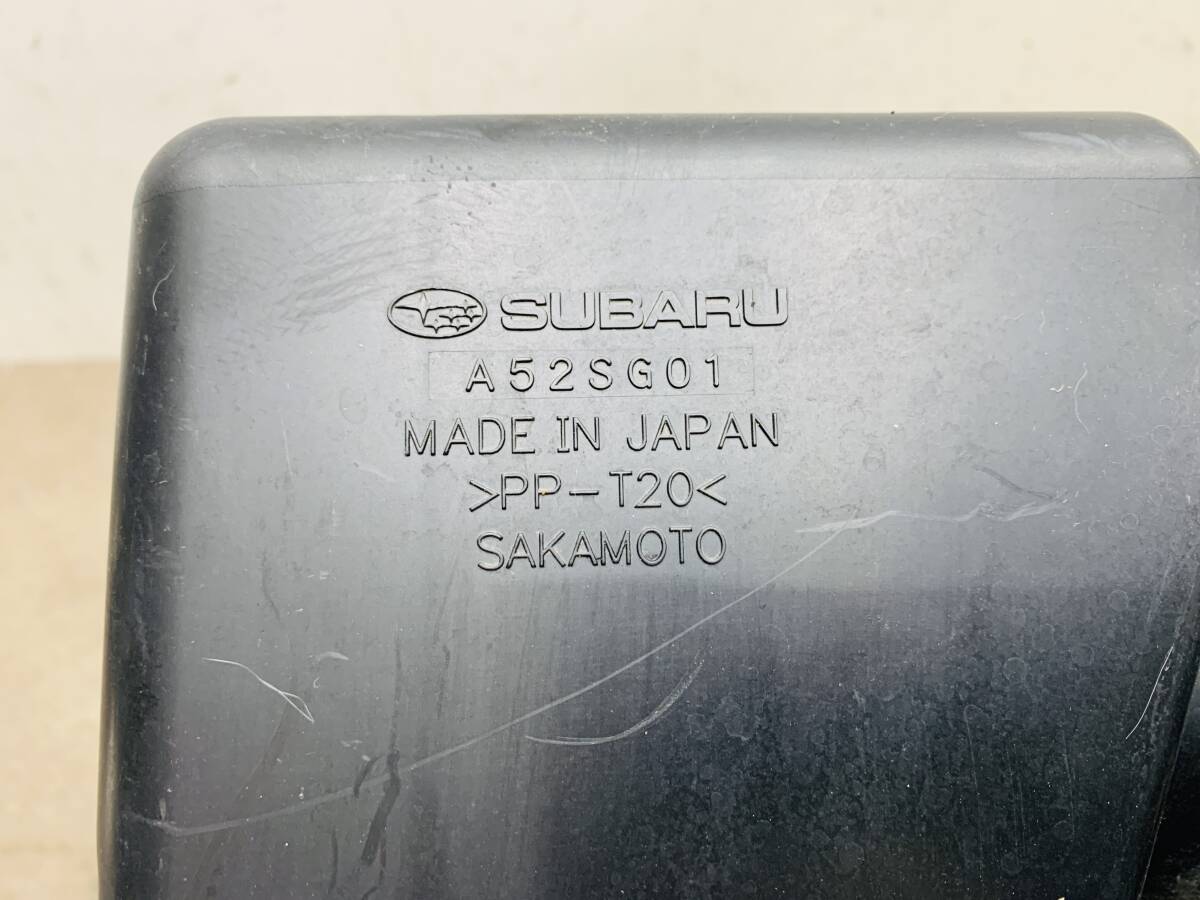 SUBARU
A52SG01
MADE IN JAPAN
>PP-T20<
SAKAMOTO